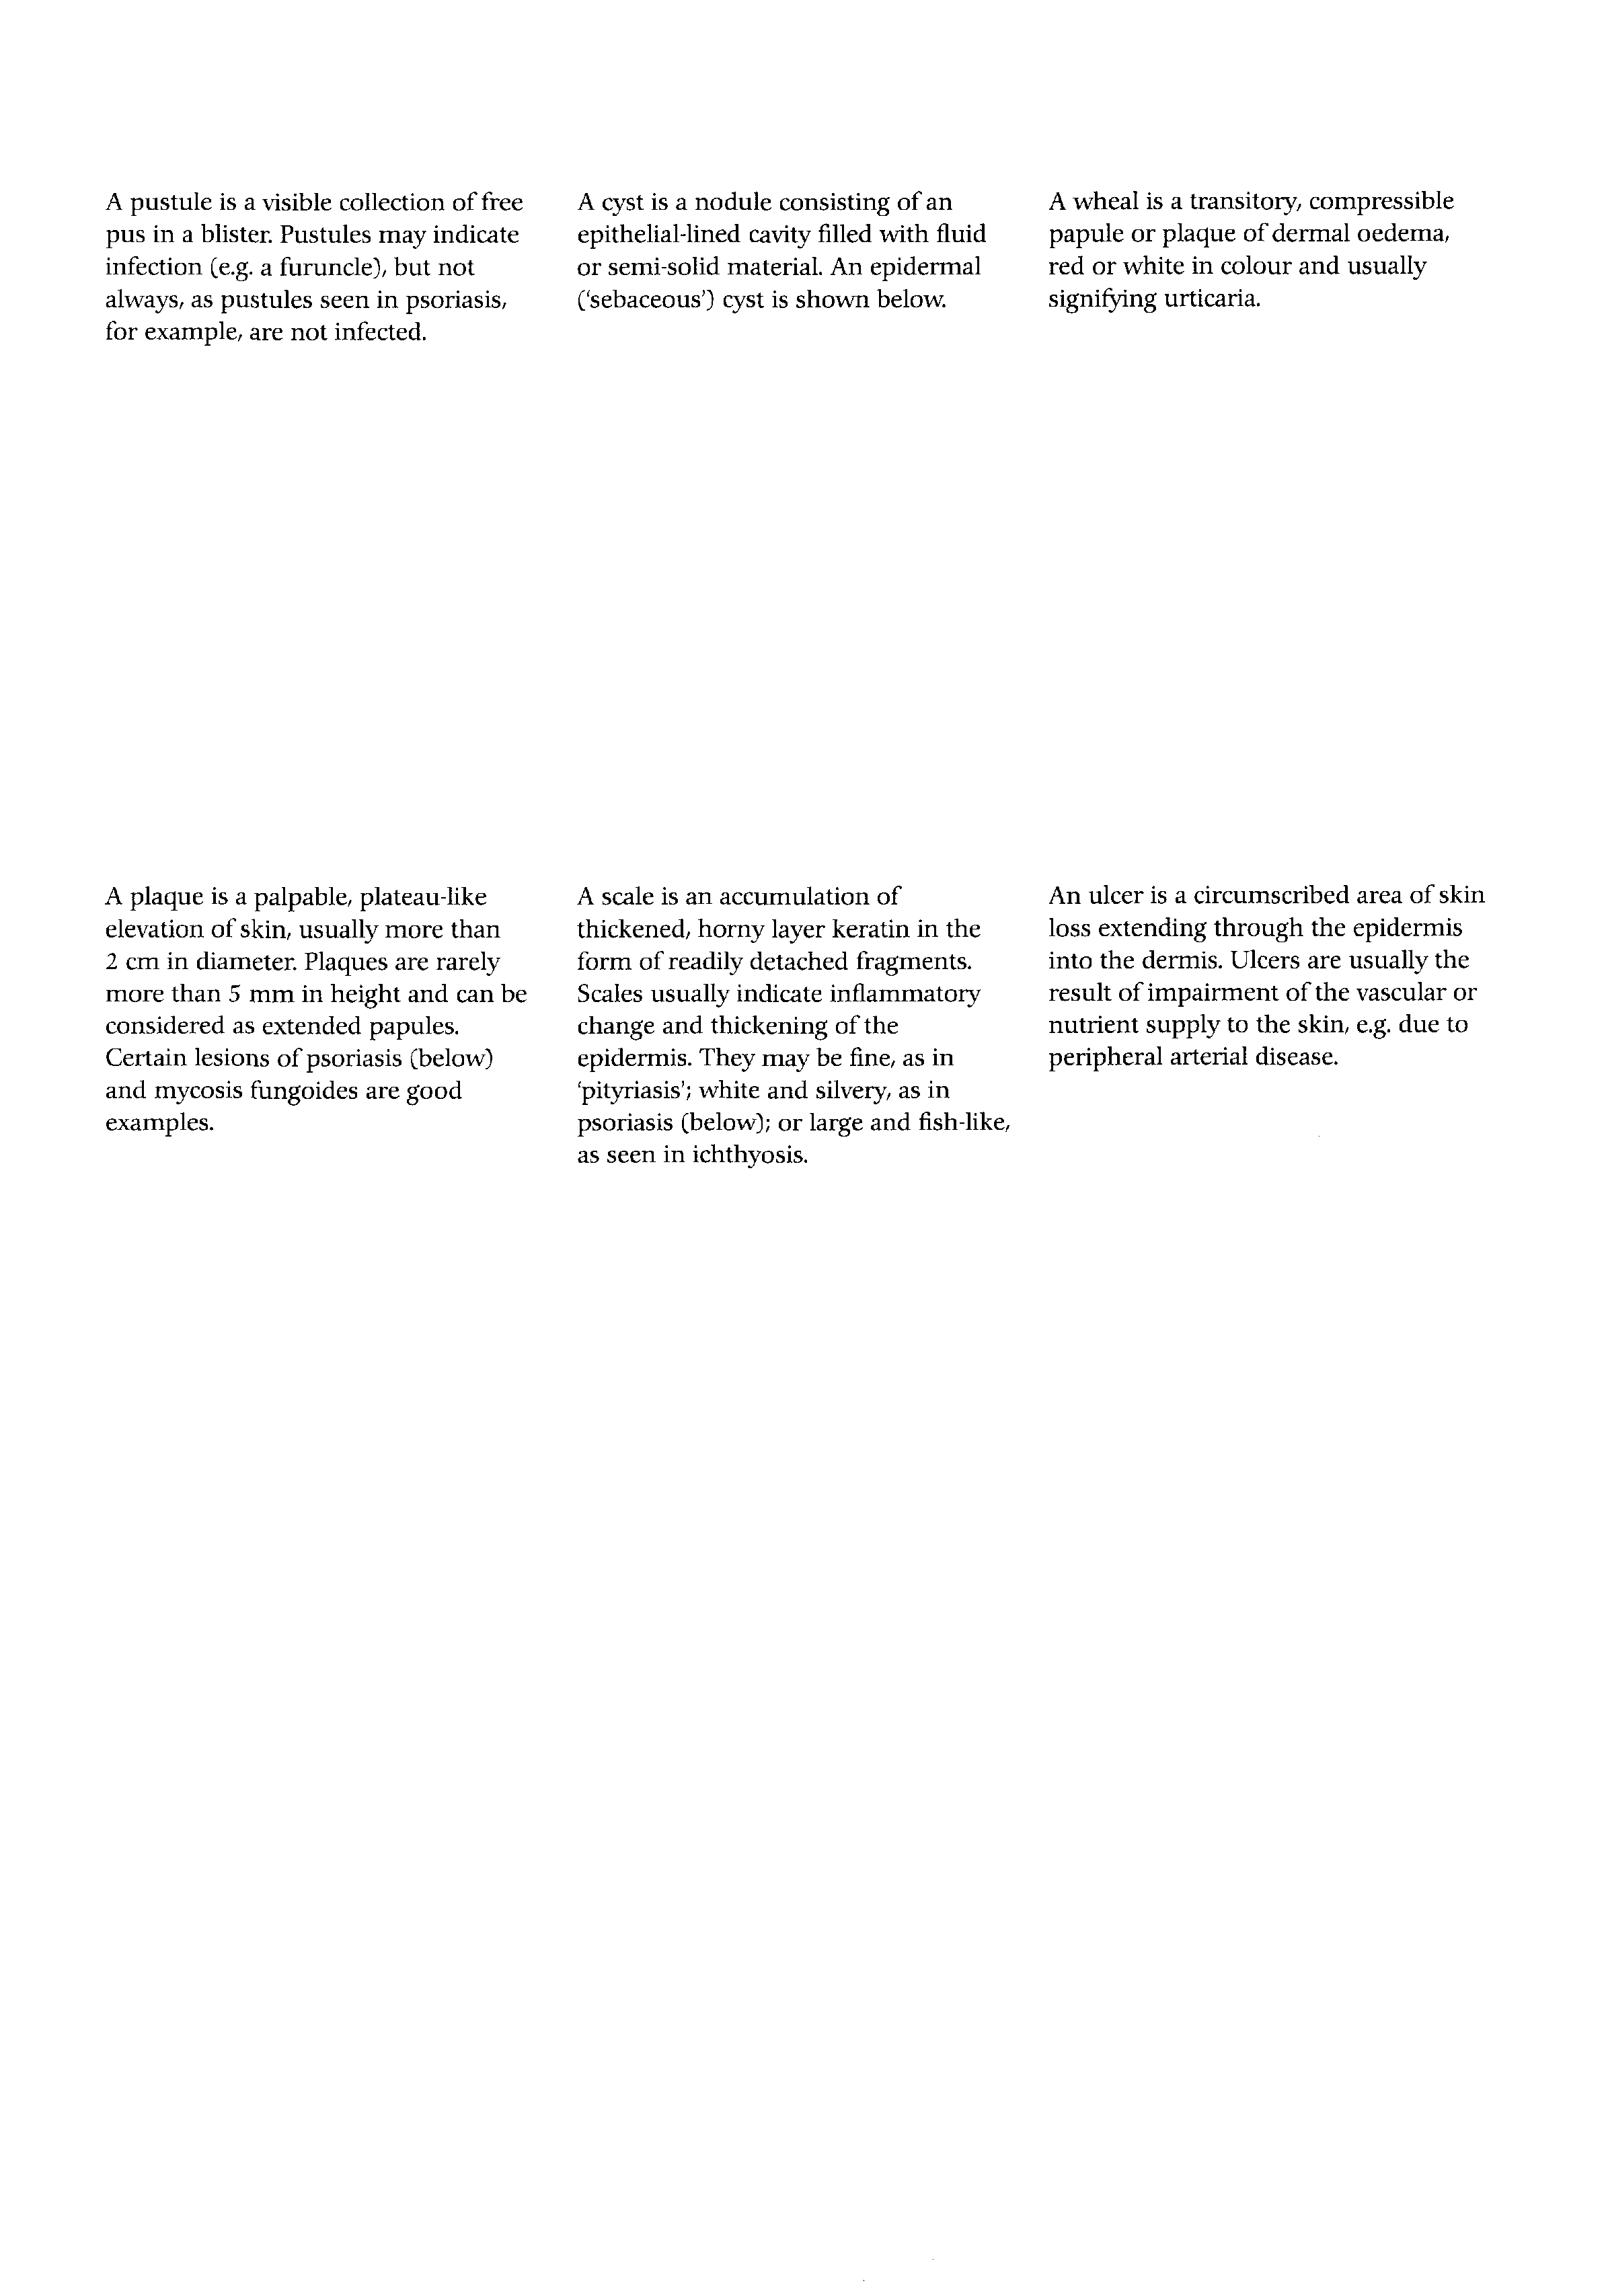 A pustule is a visible collection of free
pus in a blister. Pustules may indicate
infection (e.g. a furuncle), but not
always, as pustules seen in psoriasis,
for example, are not infected.
A cyst is a nodule consisting of an
epithelial-lined cavity filled with fluid
or semi-solid material. An epidermal
(‘sebaceous’) cyst is shown below.
A wheal is a transitory, compressible
papule or plaque of dermal oedema,
red or white in colour and usually
signifying urticaria.
A plaque is a palpable, plateau-like
elevation of skin, usually more than
2 cm in diameter. Plaques are rarely
more than 5 mm in height and can be
considered as extended papules.
Certain lesions of psoriasis (below)
and mycosis fungoides are good
examples.
A scale is an accumulation of
thickened, horny layer keratin in the
form of readily detached fragments.
Scales usually indicate inflammatory
change and thickening of the
epidermis. They may be fine, as in
‘pityriasis’; white and silvery, as in
psoriasis (below); or large and fish-like,
as seen in ichthyosis.
An ulcer is a circumscribed area of skin
loss extending through the epidermis
into the dermis. Ulcers are usually the
result of impairment of the vascular or
nutrient supply to the skin, e.g. due to
peripheral arterial disease.